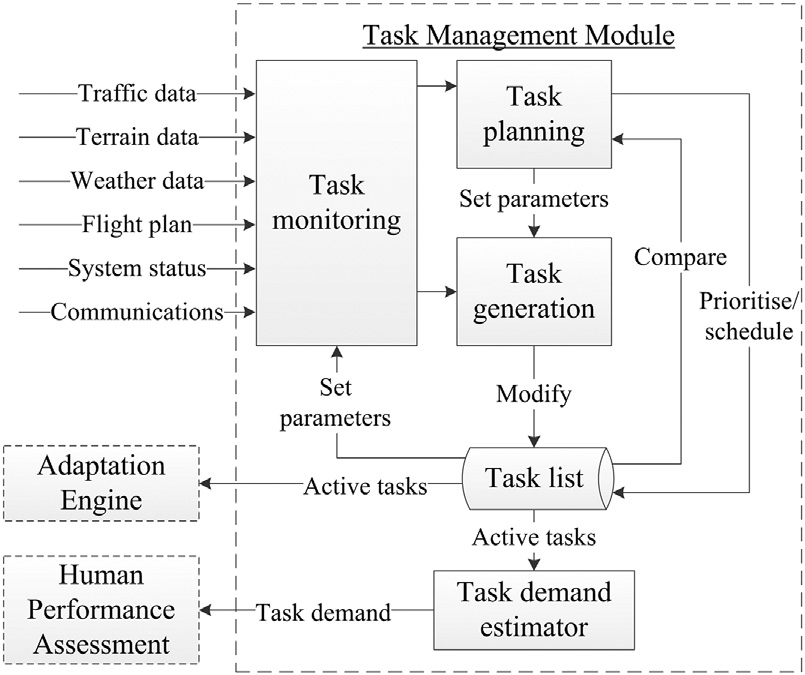 Task Management Module
Traffic data
Terrain data
Weather data
Flight plan
System status
Communications
Task
monitoring
Task
planning
Set parameters
Task
generation
Compare
Prioritise/
schedule
Set
parameters
Modify
Task list
Adaptation
Engine
Active tasks
Active tasks
Human
Performance
Assessment
Task demand
Task demand
estimator